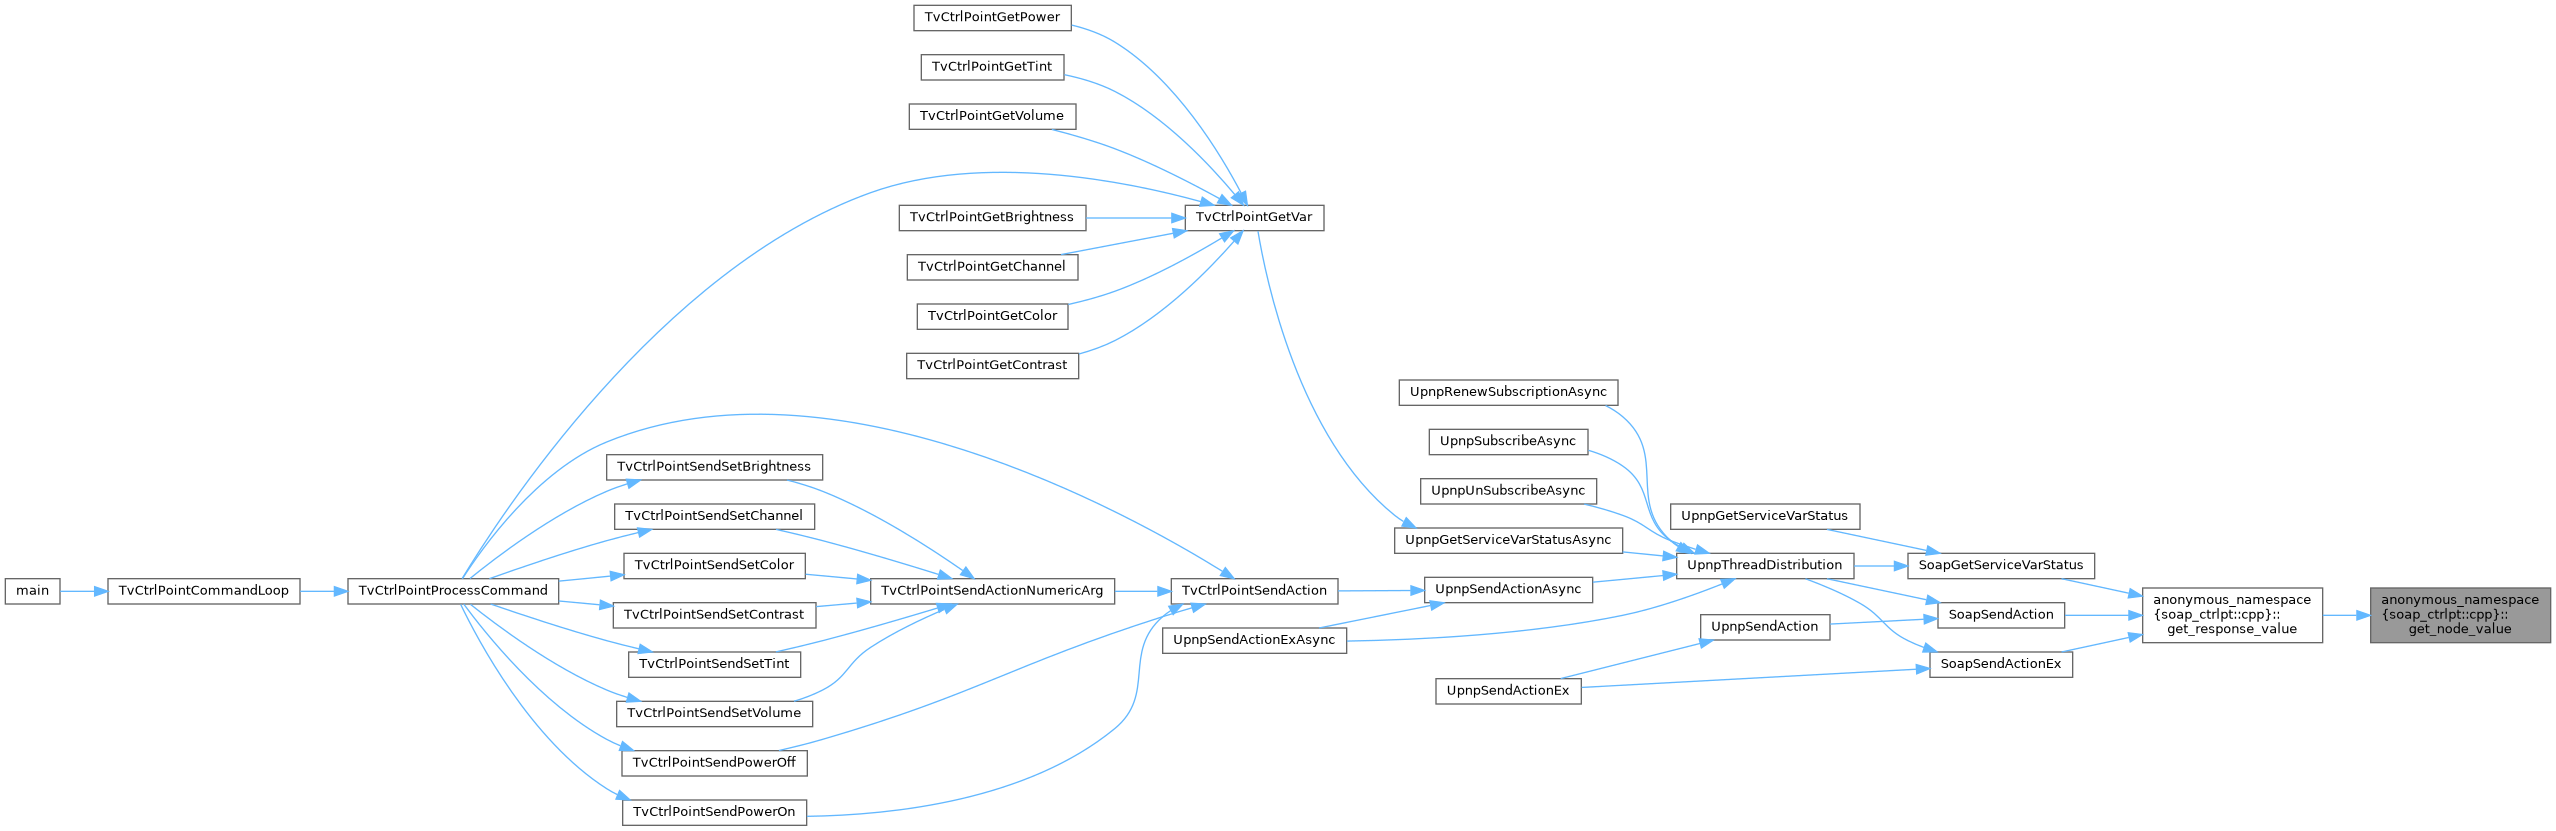 TvCtrlPointGetPower
TvCtrlPointGetTint
TvCtrlPointGetVolume
TvCtrlPointGetBrightness
TvCtrlPointGetVar
TvCtrlPointGetChannel
TvCtrlPointGetColor
TvCtrlPointGetContrast
UpnpRenewSubscriptionAsync
UpnpSubscribeAsync
TvCtrlPointSendSetBrightness
UpnpUnSubscribeAsync
TvCtrlPointSendSetChannel
UpnpGetServiceVarStatus
UpnpGetServiceVarStatusAsync
TvCtrlPointSendSetColor
UpnpThreadDistribution
SoapGetServiceVarStatus
main
TvCtrlPointCommandLoop
TvCtrlPointProcessCommand
TvCtrlPointSendActionNumericArg
TvCtrlPointSendAction
UpnpSendActionAsync
TvCtrlPointSendSetContrast
SoapSendAction
anonymous_namespace
{soap_ctrlpt::cpp}::
get_response_value
anonymous_namespace
{soap_ctrlpt::cpp}::
get_node_value
UpnpSendAction
UpnpSendActionExAsync
TvCtrlPointSendSetTint
SoapSendActionEx
UpnpSendActionEx
TvCtrlPointSendSetVolume
TvCtrlPointSendPowerOff
TvCtrlPointSendPowerOn